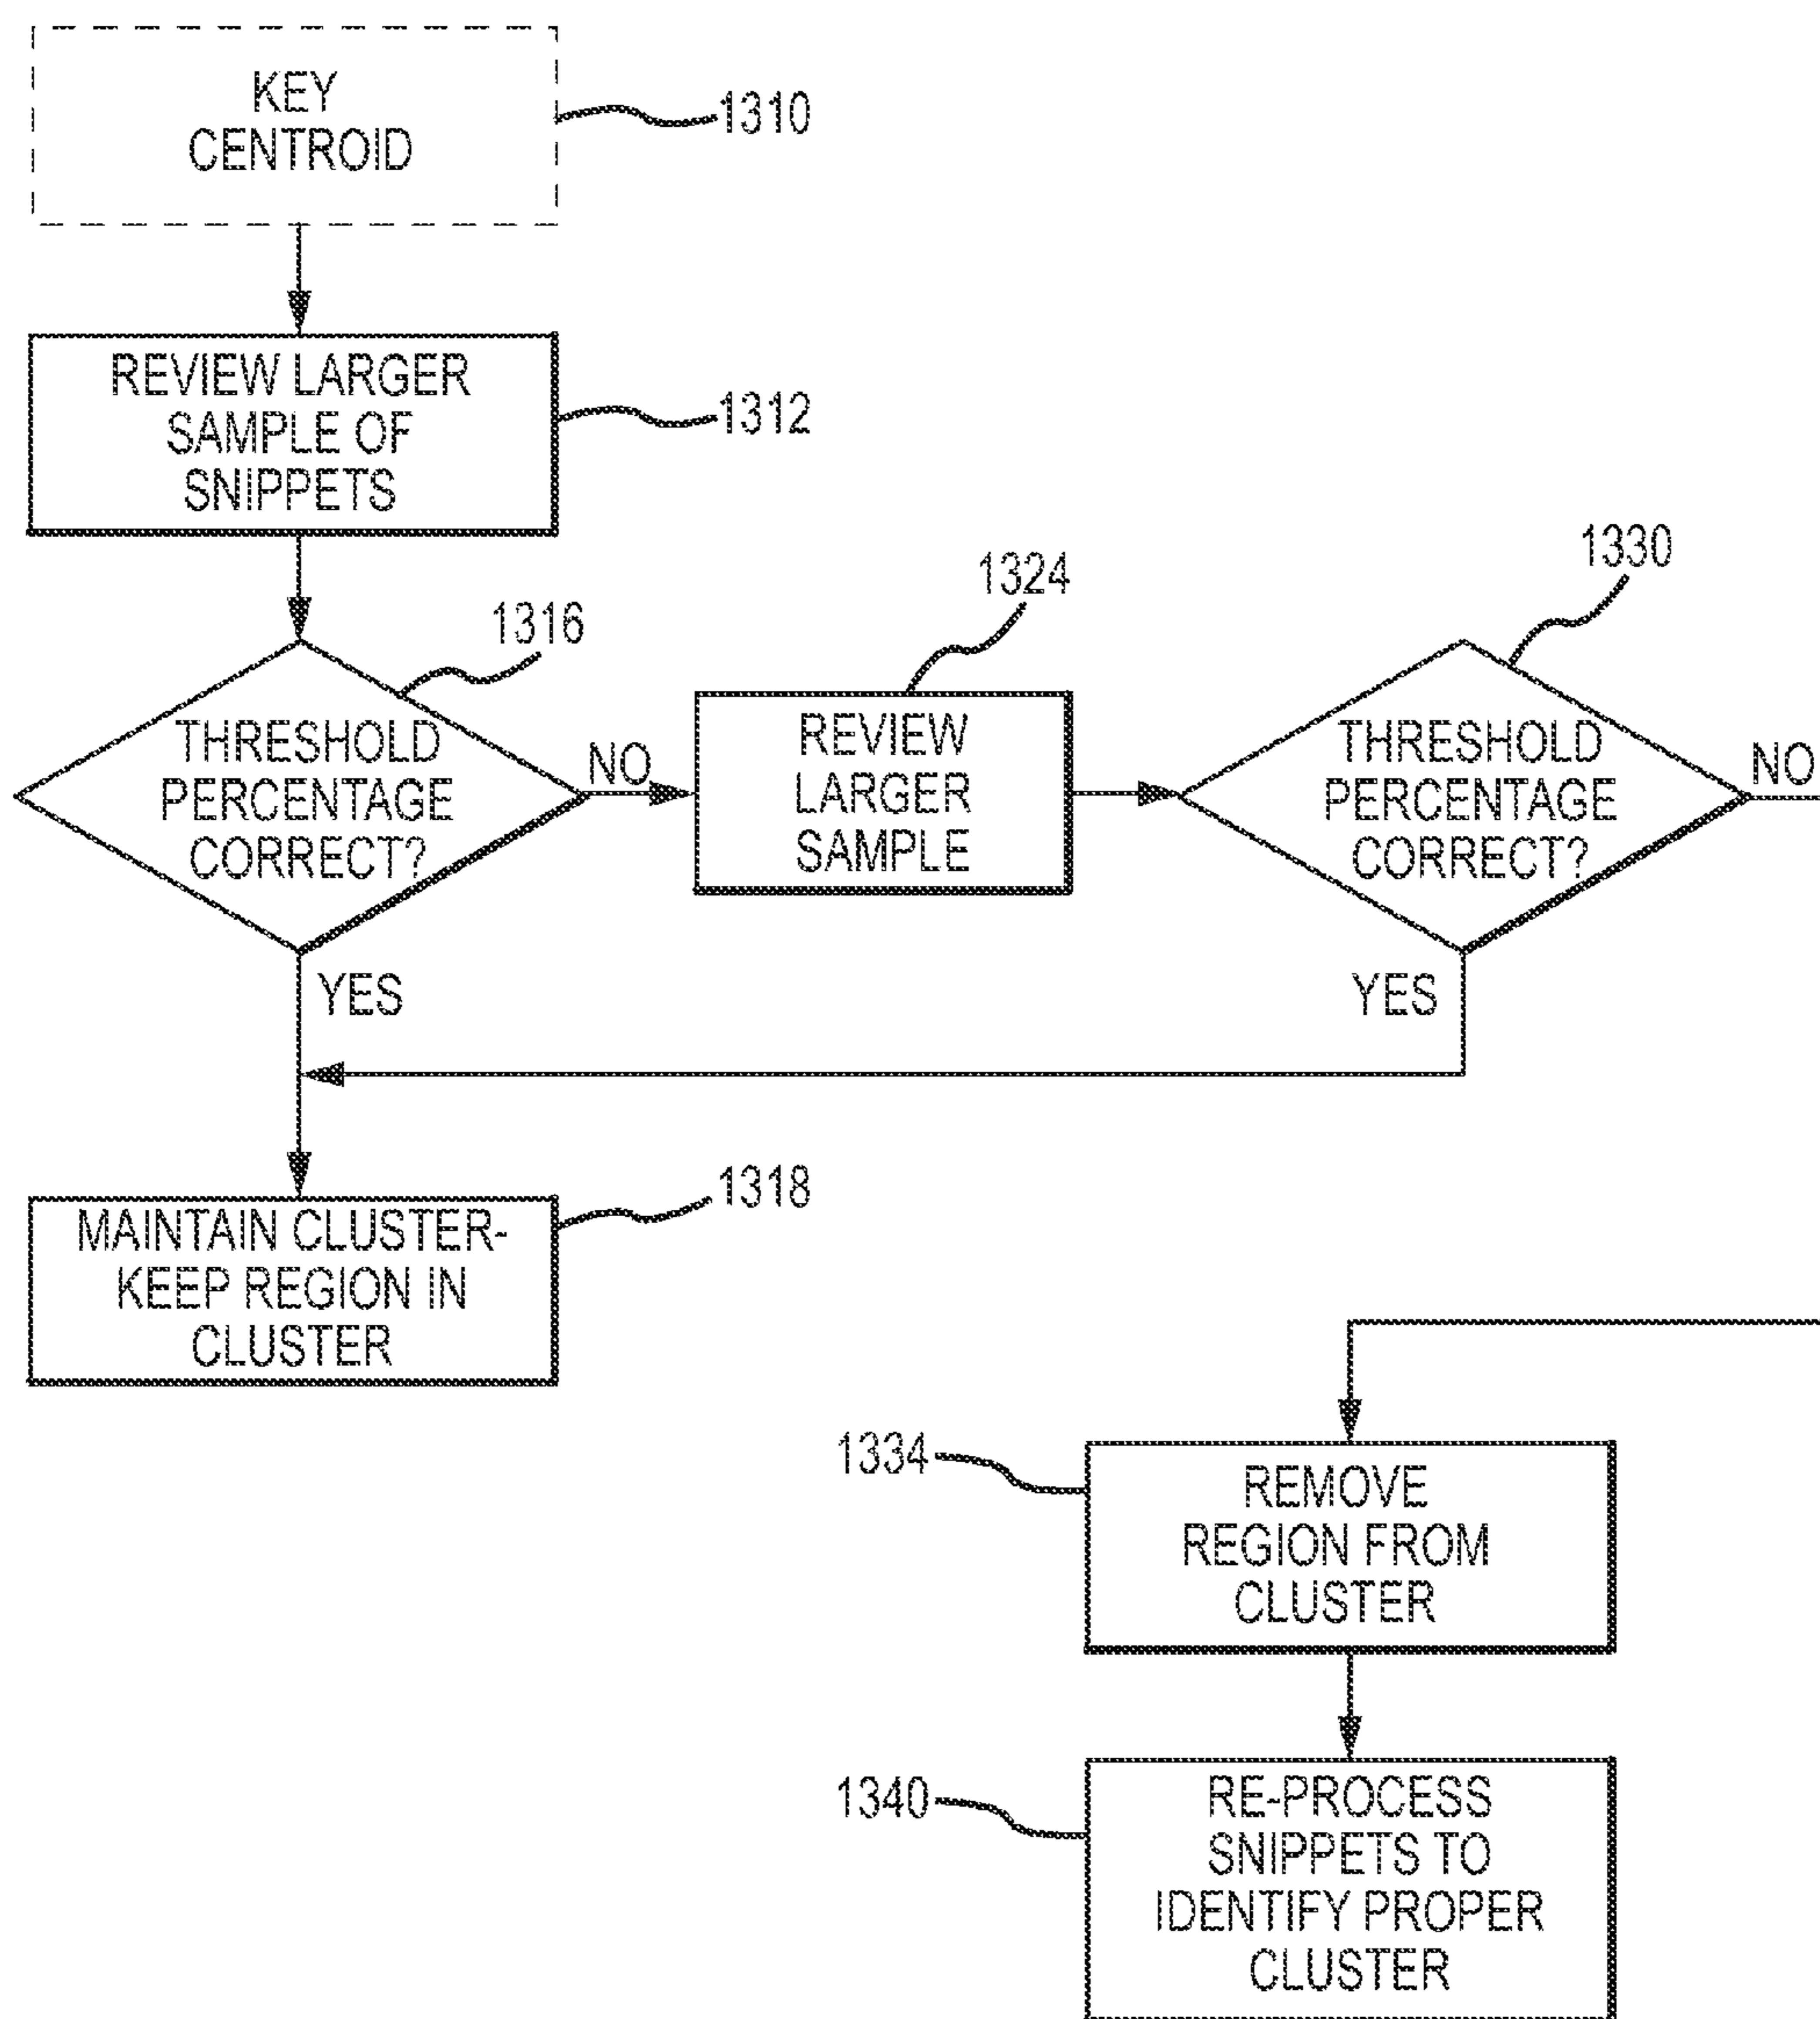 KEY
CENTROID
1310
REVIEW LARGER
SAMPLE OF
SNIPPETS
1312
1316
THRESHOLD
PERCENTAGE
CORRECT?
NO
YES
1324
REVIEW
LARGER
SAMPLE
1330
THRESHOLD
PERCENTAGE
CORRECT?
NO
YES
MAINTAIN CLUSTER-
KEEP REGION IN
CLUSTER
1318
1334
REMOVE
REGION FROM
CLUSTER
1340
RE-PROCESS
SNIPPETS TO
IDENTIFY PROPER
CLUSTER